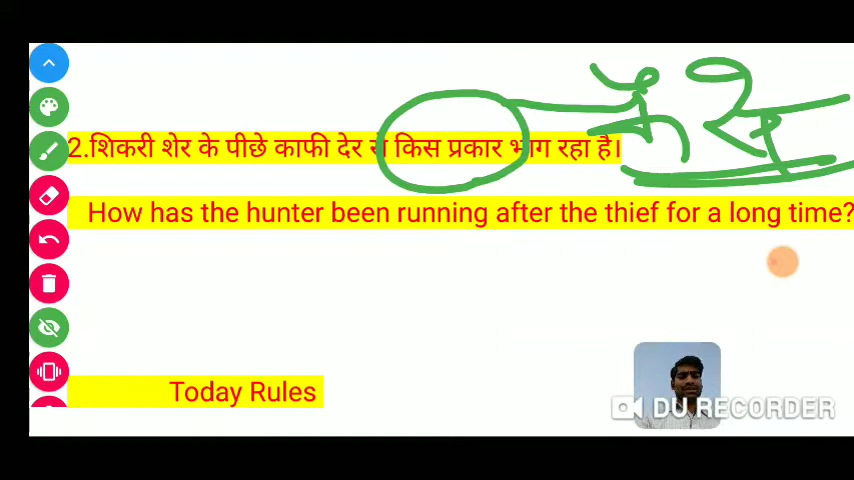 2.शिकरी शेर के पीछे काफी देर से किस प्रकार भाग रहा है।
How has the hunter been running after the thief for a long time?
Today Rules
DU RECORDER